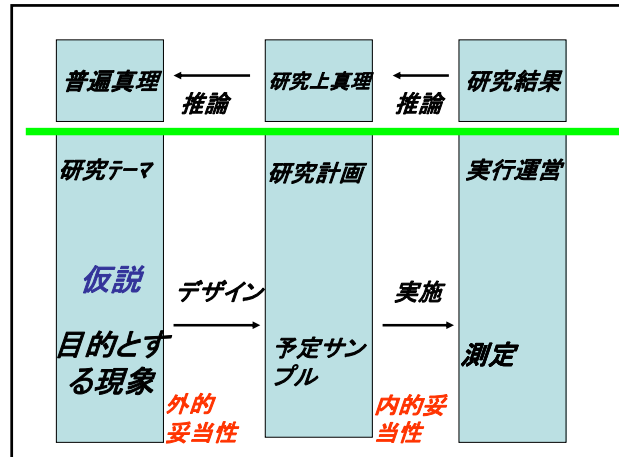 普遍真理
研究上真理
研究結果
推論
推論
研究テーマ
研究計画
実行運営
仮説
デザイン
実施
目的とす
る現象
予定サン
プル
測定
外的
妥当性
内的妥
当性